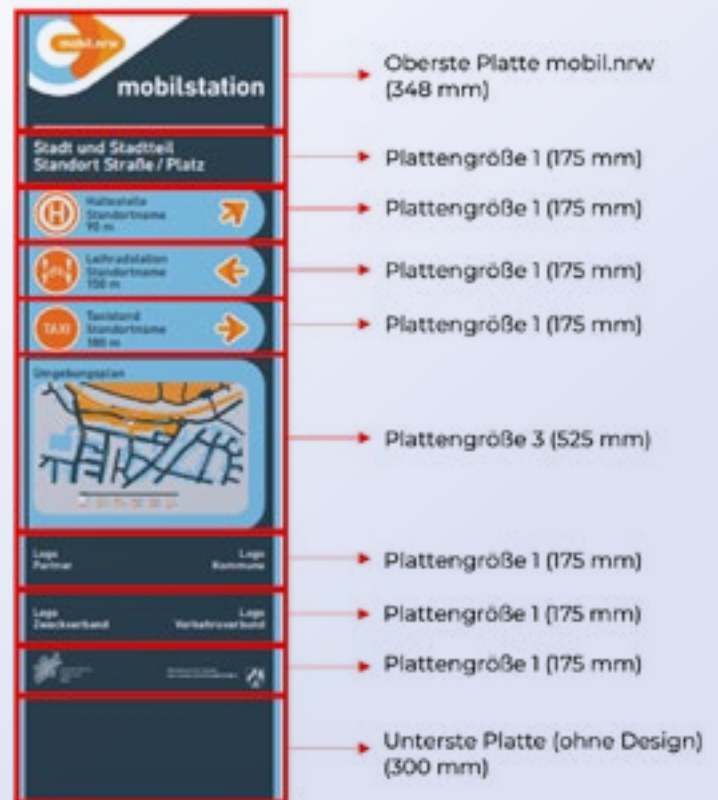 mobil.nrw
mobilstation
Oberste Platte mobil.nrw
(348 mm)
Stadt und Stadtteil
Standort Straße / Platz
Plattengröße 1 (175 mm)
H
Haltestelle
Standortname
90 m
Plattengröße 1 (175 mm)
Leihradstation
Standortname
150 m
Plattengröße 1 (175 mm)
TAXI
Taxistand
Standortname
180 m
Plattengröße 1 (175 mm)
Umgebungsplan
Plattengröße 3 (525 mm)
Logo
Partner
Logo
Kommune
Plattengröße 1 (175 mm)
Logo
Zweckverband
Logo
Verkehrsverbund
Plattengröße 1 (175 mm)
Plattengröße 1 (175 mm)
Unterste Platte (ohne Design)
(300 mm)